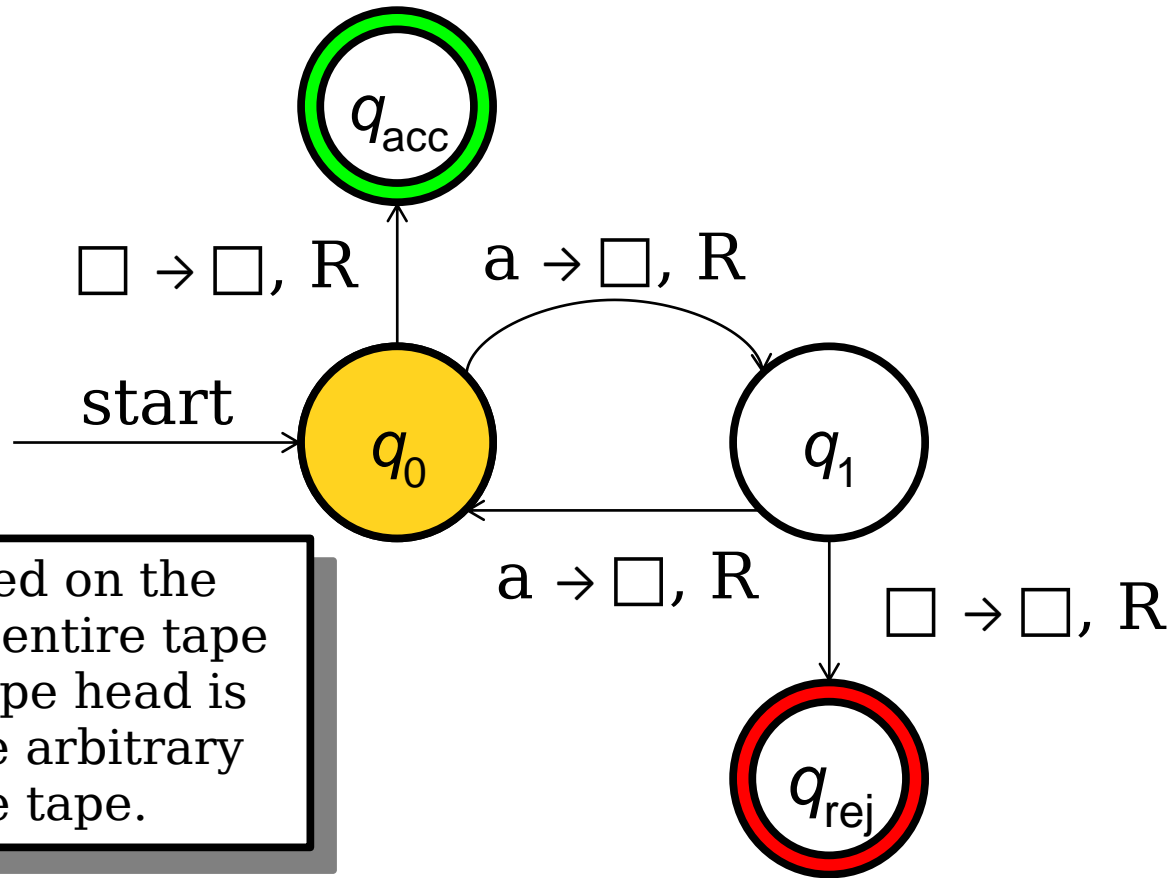 q_acc
□ → □, R
a → □, R
start
q_0
q_1
a → □, R
□ → □, R
ed on the
entire tape
pe head is
e arbitrary
e tape.
q_rej